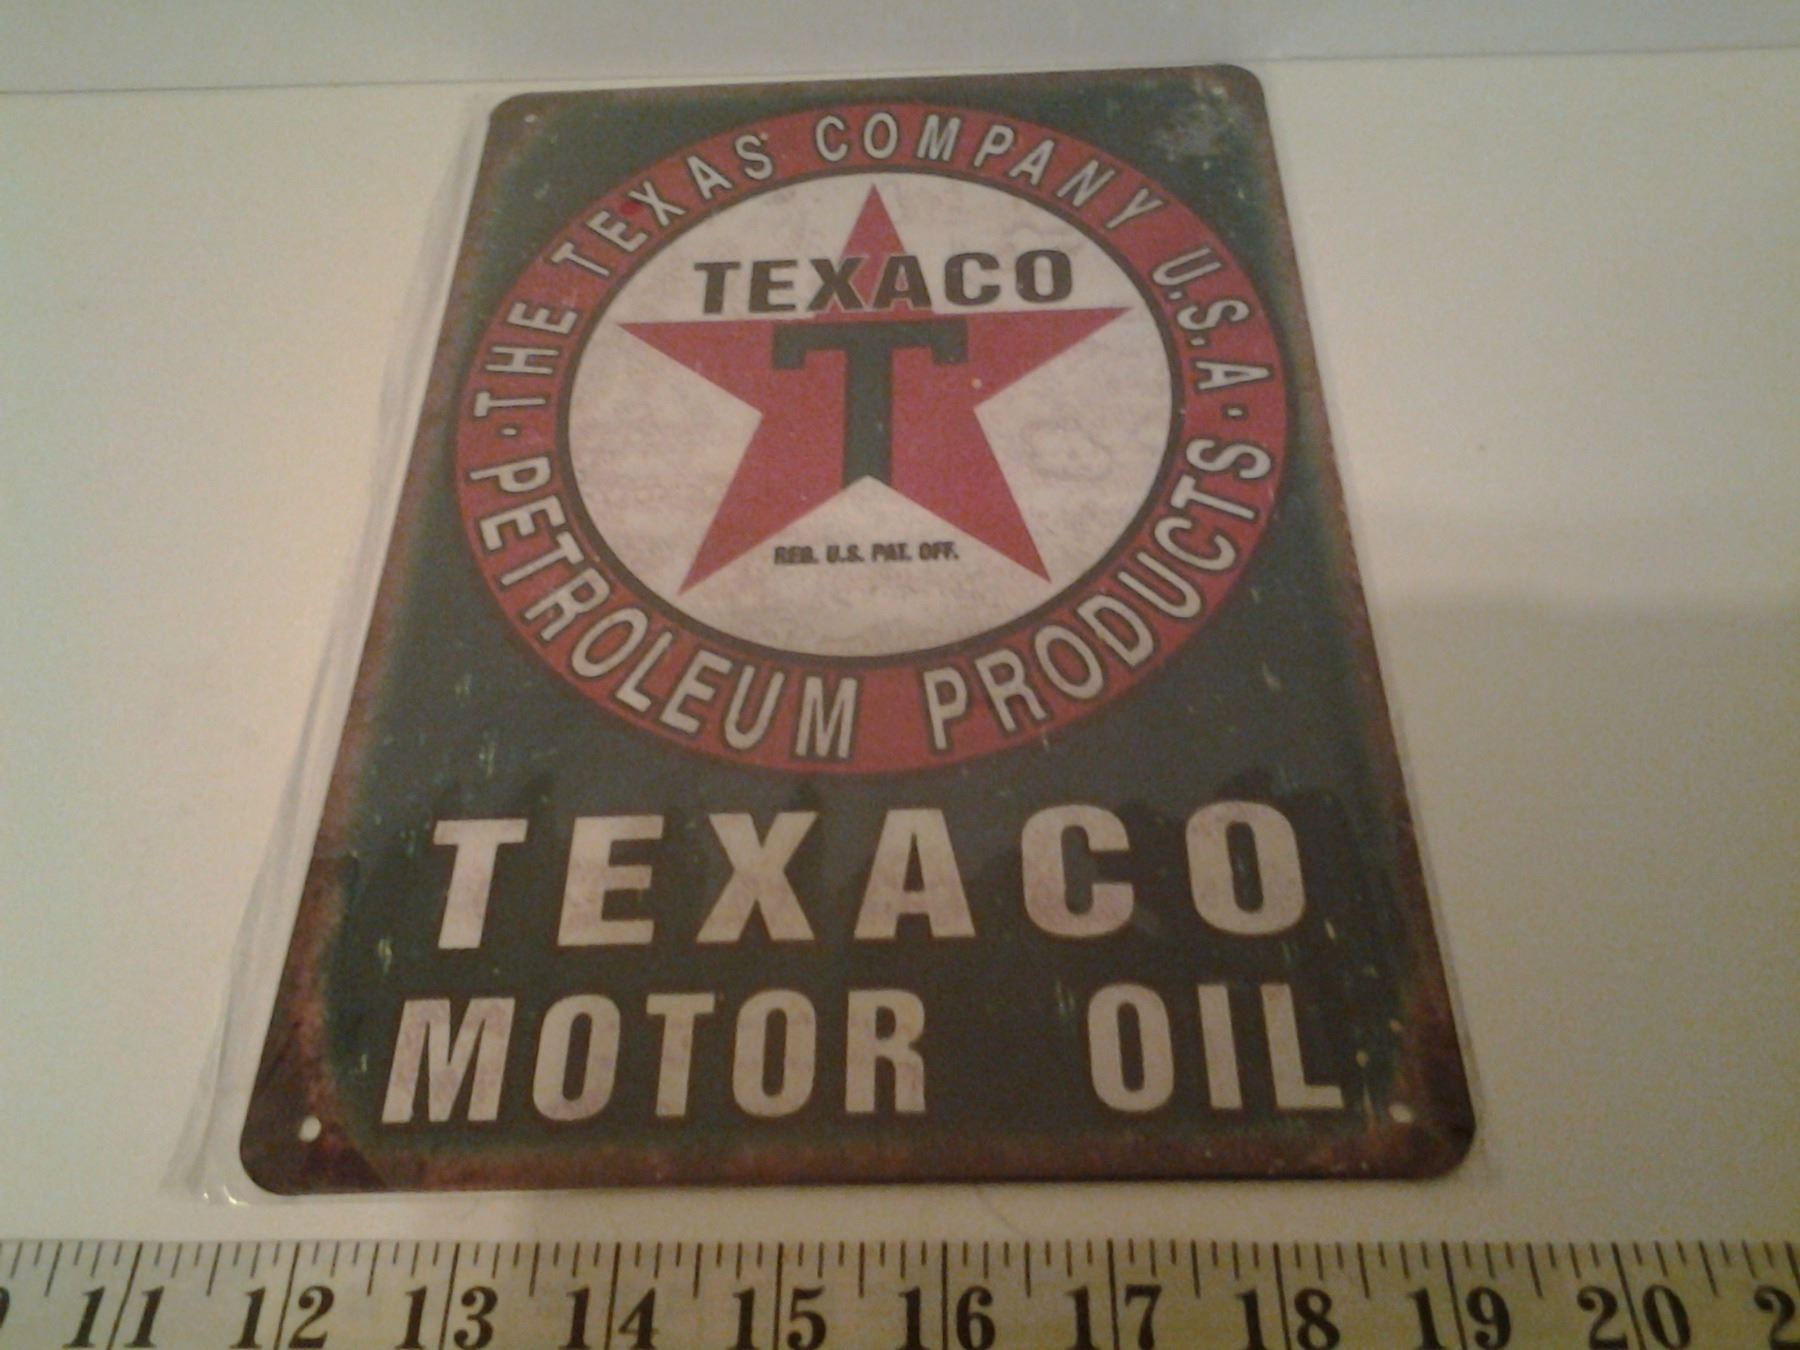 THE TEXAS COMPANY U.S.A.
TEXACO
T
REG. U.S. PAT. OFF.
·PETROLEUM PRODUCTS·
TEXACO
MOTOR OIL
11 12 13 14 15 16 17 18 19 20